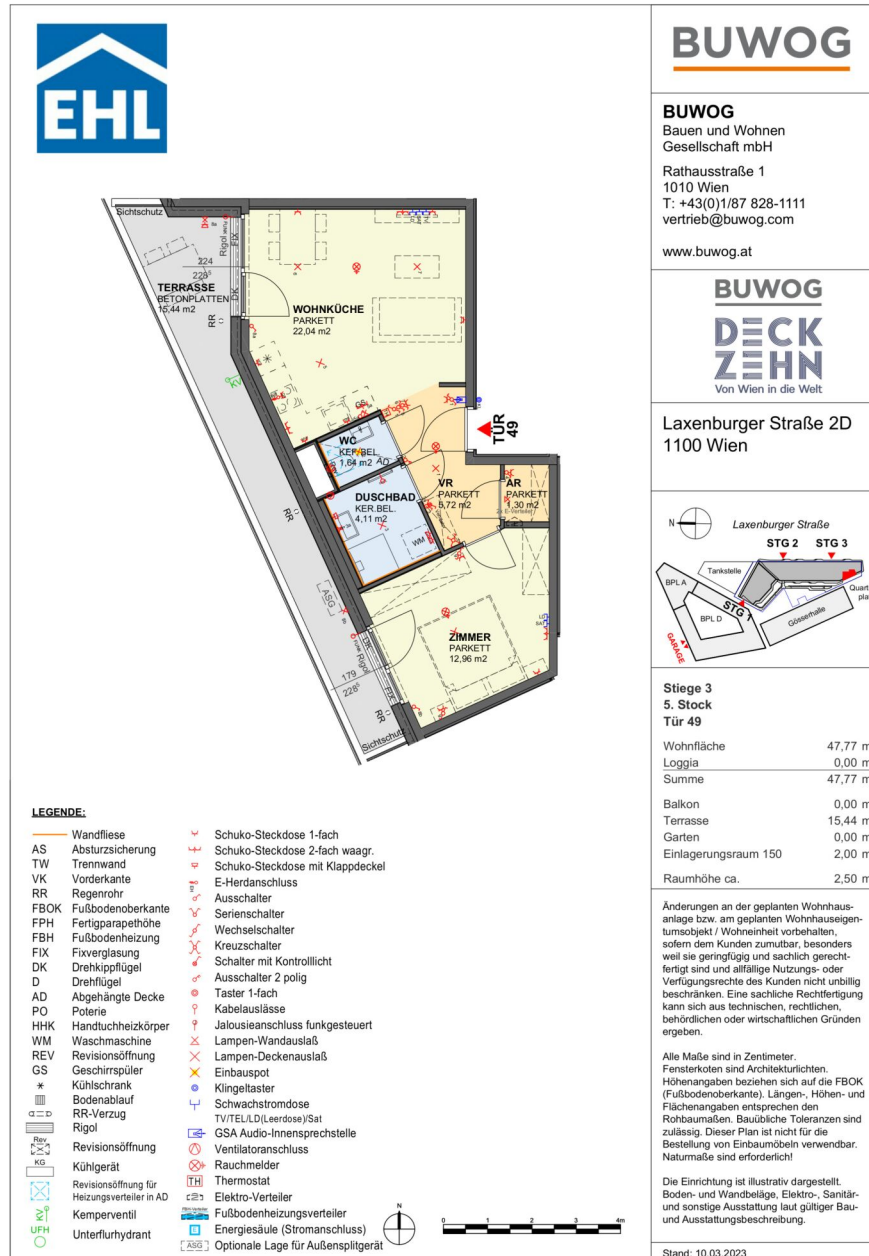 EHL
BUWOG
BUWOG
Bauen und Wohnen
Gesellschaft mbH
Rathausstraße 1
1010 Wien
T: +43(0)1/87 828-1111
vertrieb@buwog.com
www.buwog.at
BUWOG
DECK
ZEHN
Von Wien in die Welt
Laxenburger Straße 2D
1100 Wien
N
Laxenburger Straße
STG 2 STG 3
Tankstelle
BPL A
STG 1
BPL D
Gösserhalle
GARAGE
Stiege 3
5. Stock
Tür 49
Wohnfläche 47,77 m
Loggia 0,00 m
Summe 47,77 m
Balkon 0,00 m
Terrasse 15,44 m
Garten 0,00 m
Einlagerungsraum 150 2,00 m
Raumhöhe ca. 2,50 m
Änderungen an der geplanten Wohnhaus-
anlage bzw. am geplanten Wohnhauseigen-
tumsobjekt / Wohneinheit vorbehalten,
sofern dem Kunden zumutbar, besonders
weil sie geringfügig und sachlich gerecht-
fertigt sind und allfällige Nutzungs- oder
Verfügungsrechte des Kunden nicht unbillig
beschränken. Eine sachliche Rechtfertigung
kann sich aus technischen, rechtlichen,
behördlichen oder wirtschaftlichen Gründen
ergeben.
Alle Maße sind in Zentimeter.
Fensterkoten sind Architekturlichten.
Höhenangaben beziehen sich auf die FBOK
(Fußbodenoberkante). Längen-, Höhen- und
Flächenangaben entsprechen den
Rohbaumaßen. Bauübliche Toleranzen sind
zulässig. Dieser Plan ist nicht für die
Bestellung von Einbaumöbeln verwendbar.
Naturmaße sind erforderlich!
Die Einrichtung ist illustrativ dargestellt.
Boden- und Wandbeläge, Elektro-, Sanitär-
und sonstige Ausstattung laut gültiger Bau-
und Ausstattungsbeschreibung.
Stand: 10.03.2023
Sichtschutz
Rigol
FIX
224
228⁵
DK
TERRASSE
BETONPLATTEN
15,44 m2
RR
KV
WOHNKÜCHE
PARKETT
22,04 m2
GS
TÜR
49
WC
KER.BEL.
1,64 m2
AD
DUSCHBAD
KER.BEL.
4,11 m2
WM
VR
PARKETT
5,72 m2
AR
PARKETT
1,30 m2
RR
ASG
ZIMMER
PARKETT
12,96 m2
DK
Rigol
179
228⁵
FIX
RR
Sichtschutz
LEGENDE:
Wandfliese
AS Absturzsicherung
TW Trennwand
VK Vorderkante
RR Regenrohr
FBOK Fußbodenoberkante
FPH Fertigparapethöhe
FBH Fußbodenheizung
FIX Fixverglasung
DK Drehkippflügel
D Drehflügel
AD Abgehängte Decke
PO Poterie
HHK Handtuchheizkörper
WM Waschmaschine
REV Revisionsöffnung
GS Geschirrspüler
Kühlschrank
Bodenablauf
RR-Verzug
Rigol
Rev Revisionsöffnung
KG Kühlgerät
Revisionsöffnung für
Heizungsverteiler in AD
KV Kemperventil
UFH Unterflurhydrant
Schuko-Steckdose 1-fach
Schuko-Steckdose 2-fach waagr.
Schuko-Steckdose mit Klappdeckel
E-Herdanschluss
Ausschalter
Serienschalter
Wechselschalter
Kreuzschalter
Schalter mit Kontrolllicht
Ausschalter 2 polig
Taster 1-fach
Kabelauslässe
Jalousieanschluss funkgesteuert
Lampen-Wandauslaß
Lampen-Deckenauslaß
Einbauspot
Klingeltaster
Schwachstromdose
TV/TEL/LD(Leerdose)/Sat
GSA Audio-Innensprechstelle
Ventilatoranschluss
Rauchmelder
TH Thermostat
Elektro-Verteiler
Fußbodenheizungsverteiler
E Energiesäule (Stromanschluss)
ASG Optionale Lage für Außensplitgerät
N
0 1 2 3 4m